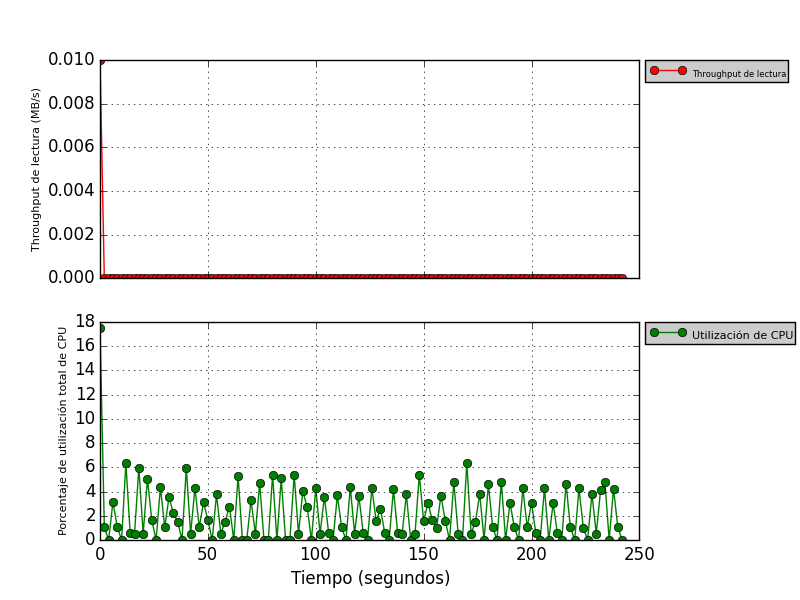 0.010
0.008
0.006
0.004
0.002
0.000
Throughput de lectura (MB/s)
Throughput de lectura
18
16
14
12
10
8
6
4
2
0
Porcentaje de utilización total de CPU
Utilización de CPU
0 50 100 150 200 250
Tiempo (segundos)